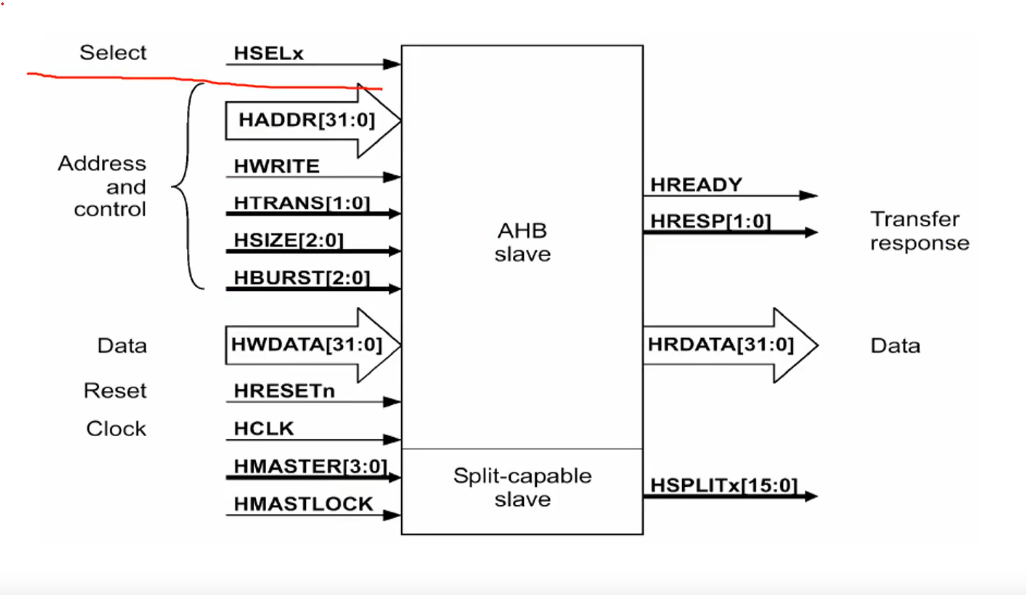 Select
HSELx
HADDR[31:0]
Address
and
control
HWRITE
HTRANS[1:0]
HSIZE[2:0]
HBURST[2:0]
Data
HWDATA[31:0]
Reset
HRESETn
Clock
HCLK
HMASTER[3:0]
HMASTLOCK
AHB
slave
Split-capable
slave
HREADY
HRESP[1:0]
Transfer
response
HRDATA[31:0]
Data
HSPLITx[15:0]